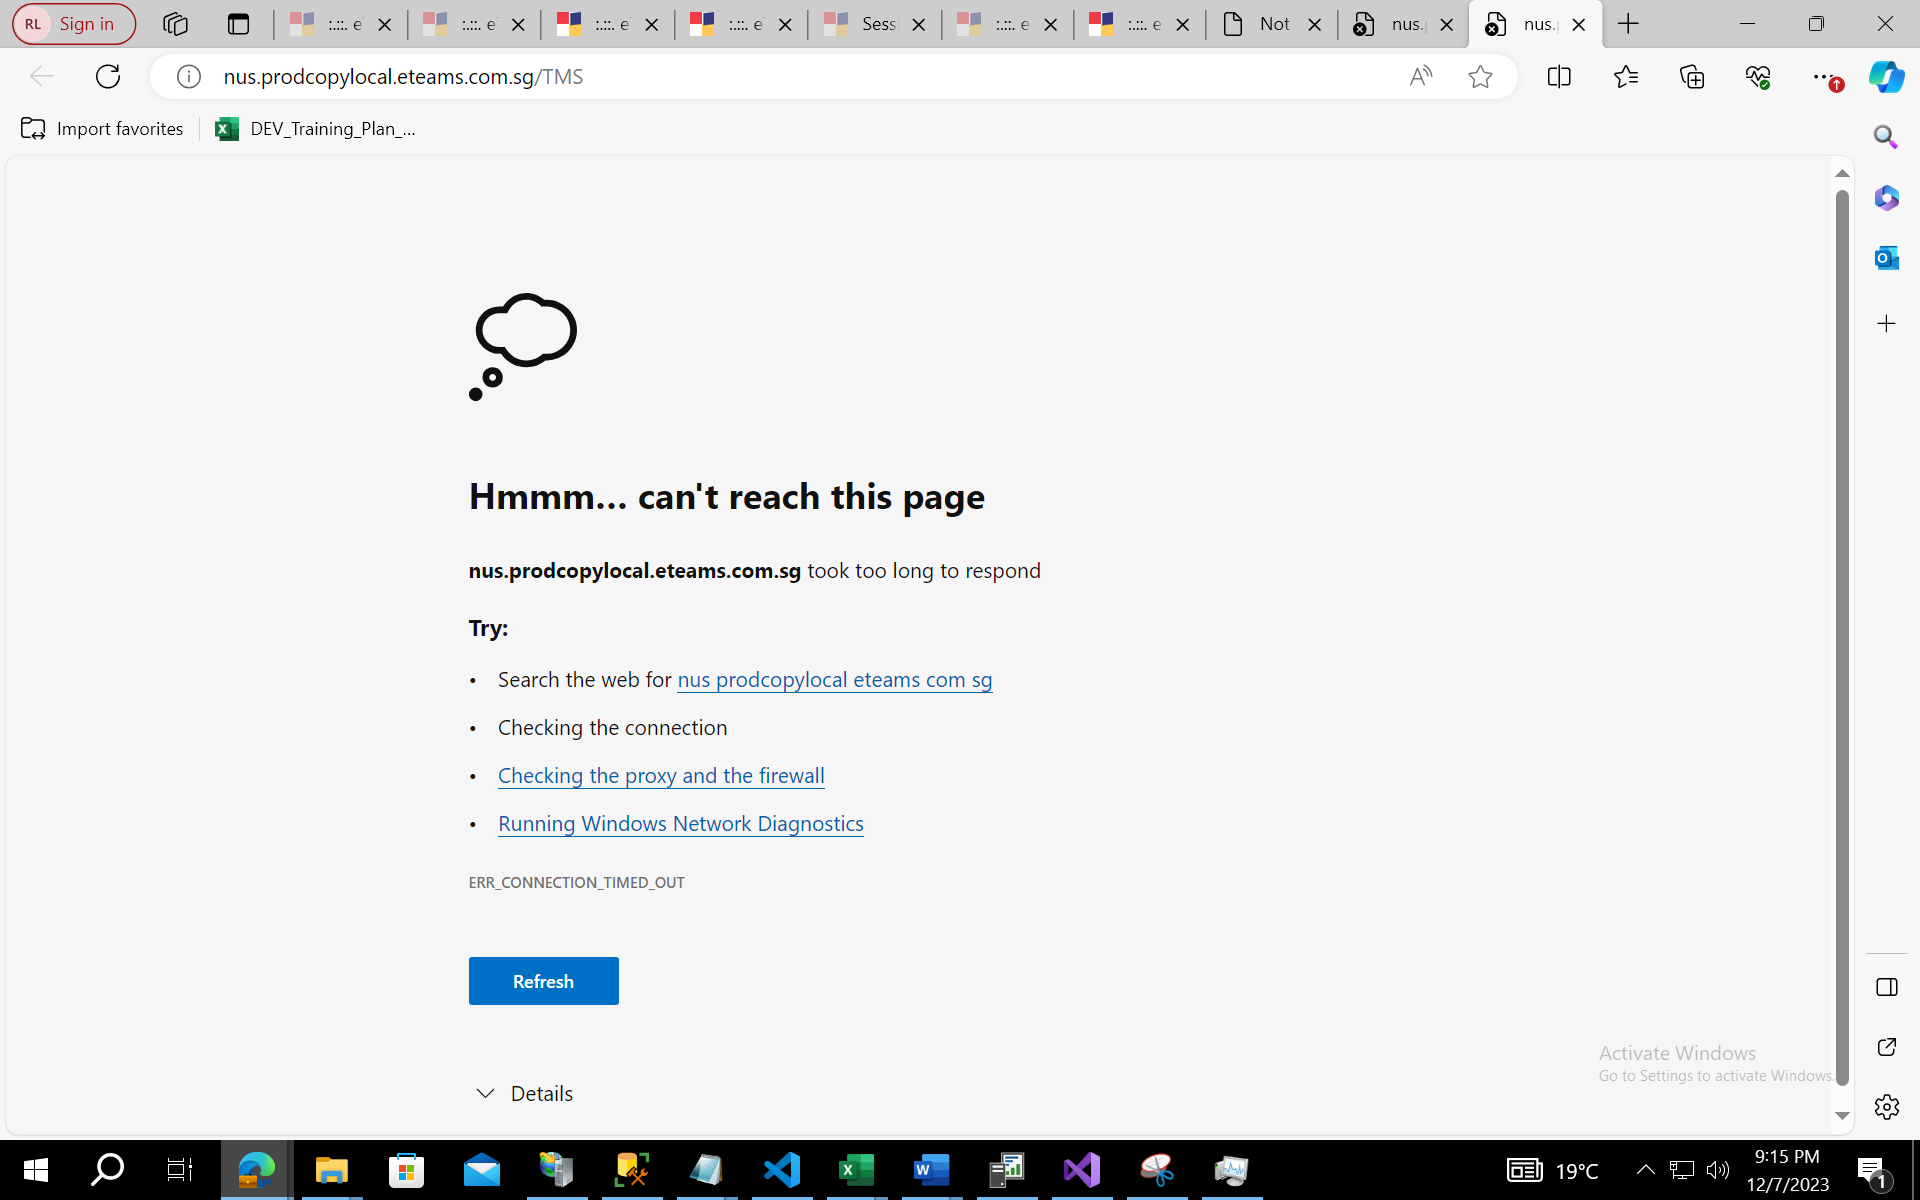 RL Sign in
.:::. e
.:::. e
.:::. e
.:::. e
Sessi
.:::. e
.:::. e
Not
nus.
nus.
nus.prodcopylocal.eteams.com.sg/TMS
Import favorites
DEV_Training_Plan_...
Hmmm... can't reach this page
nus.prodcopylocal.eteams.com.sg took too long to respond
Try:
• Search the web for nus prodcopylocal eteams com sg
• Checking the connection
• Checking the proxy and the firewall
• Running Windows Network Diagnostics
ERR_CONNECTION_TIMED_OUT
Refresh
Details
Activate Windows
Go to Settings to activate Windows.
19°C
9:15 PM
12/7/2023
1